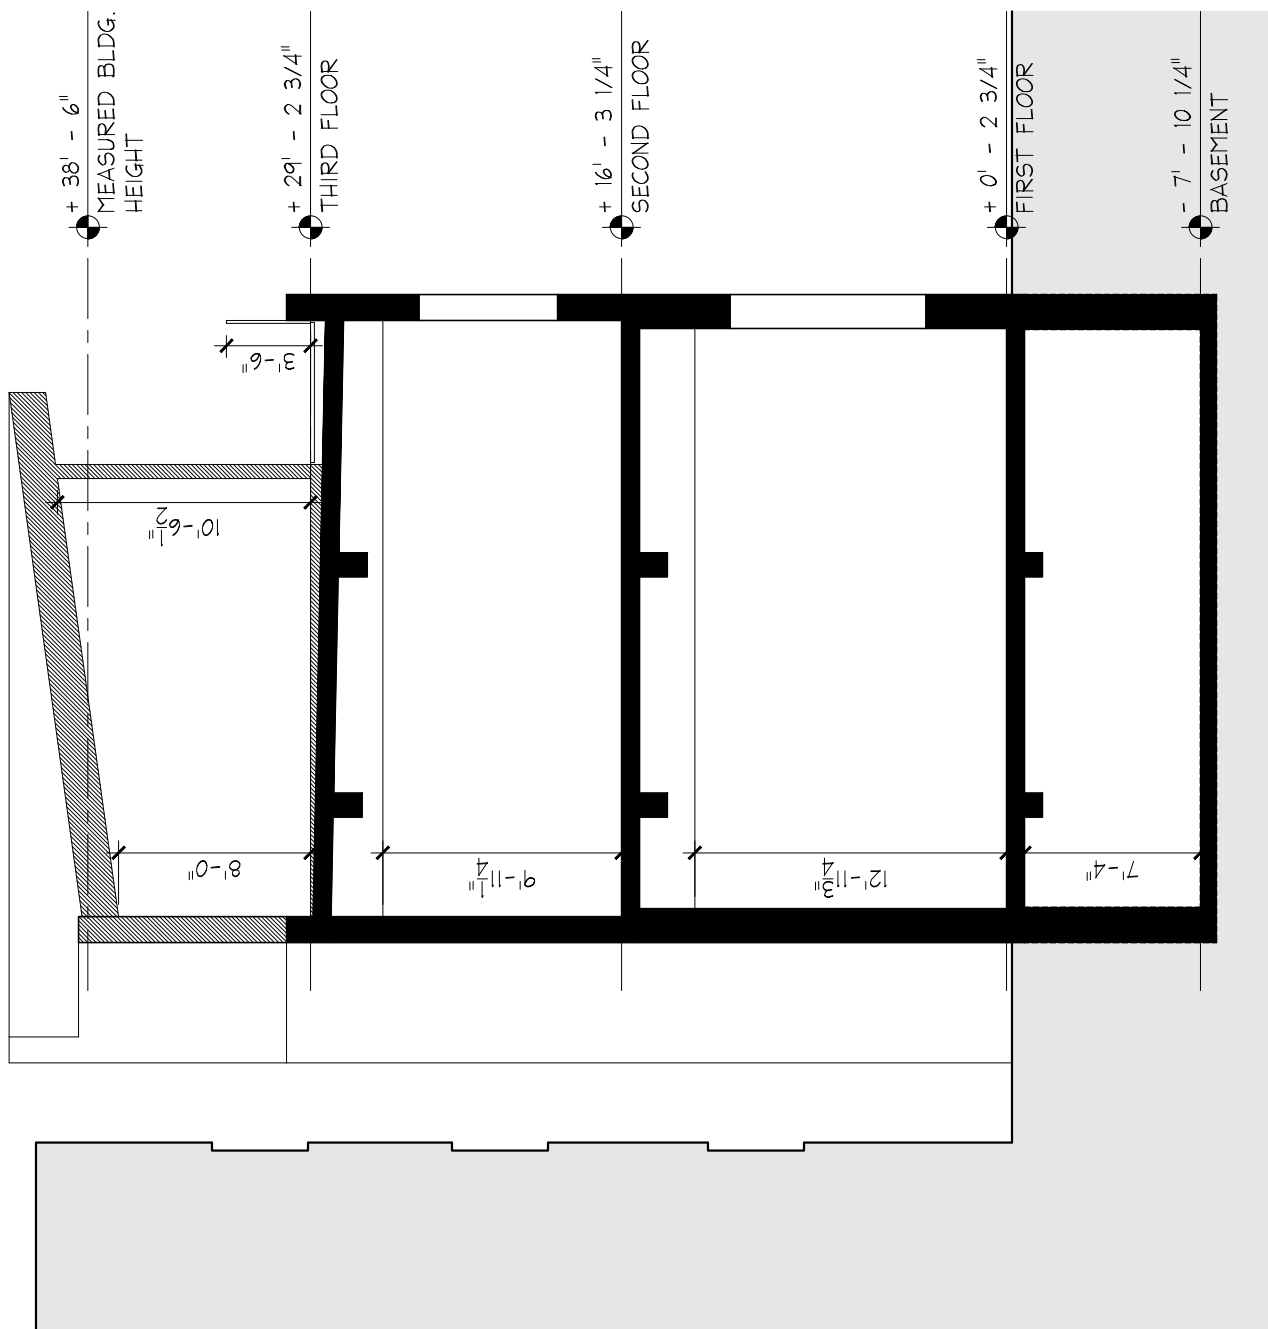 + 38' - 6"
MEASURED BLDG.
HEIGHT
+ 29' - 2 3/4"
THIRD FLOOR
+ 16' - 3 1/4"
SECOND FLOOR
+ 0' - 2 3/4"
FIRST FLOOR
- 7' - 10 1/4"
BASEMENT
3'-6"
10'-6 1/2"
8'-0"
9'-11 1/4"
12'-11 3/4"
7'-4"